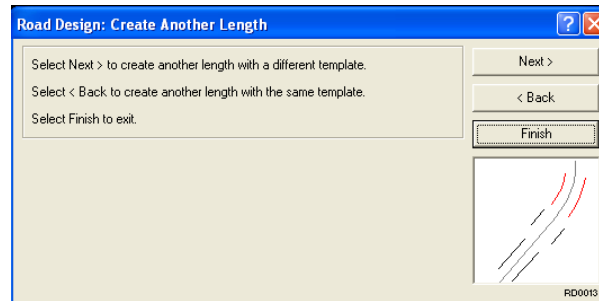 Road Design: Create Another Length
Select Next > to create another length with a different template.
Select < Back to create another length with the same template.
Select Finish to exit.
Next >
< Back
Finish
RD0013